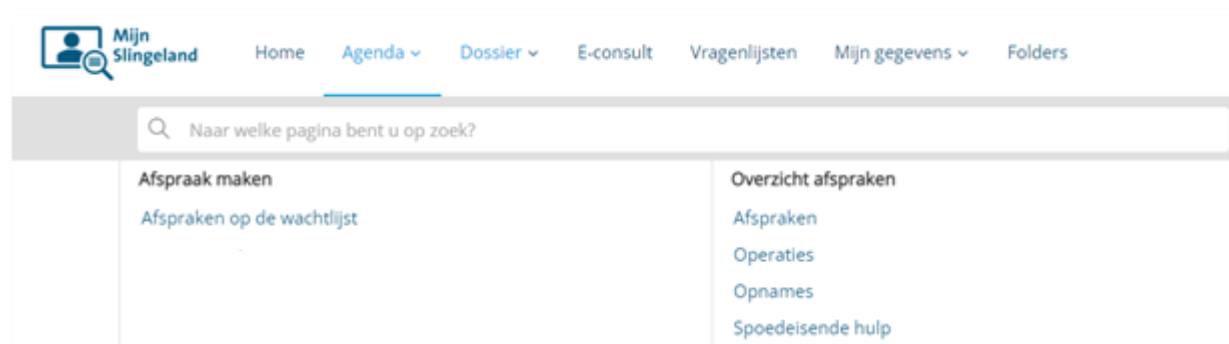 Mijn
Slingeland
Home Agenda Dossier E-consult Vragenlijsten Mijn gegevens Folders
Naar welke pagina bent u op zoek?
Afspraak maken
Afspraken op de wachtlijst
Overzicht afspraken
Afspraken
Operaties
Opnames
Spoedeisende hulp